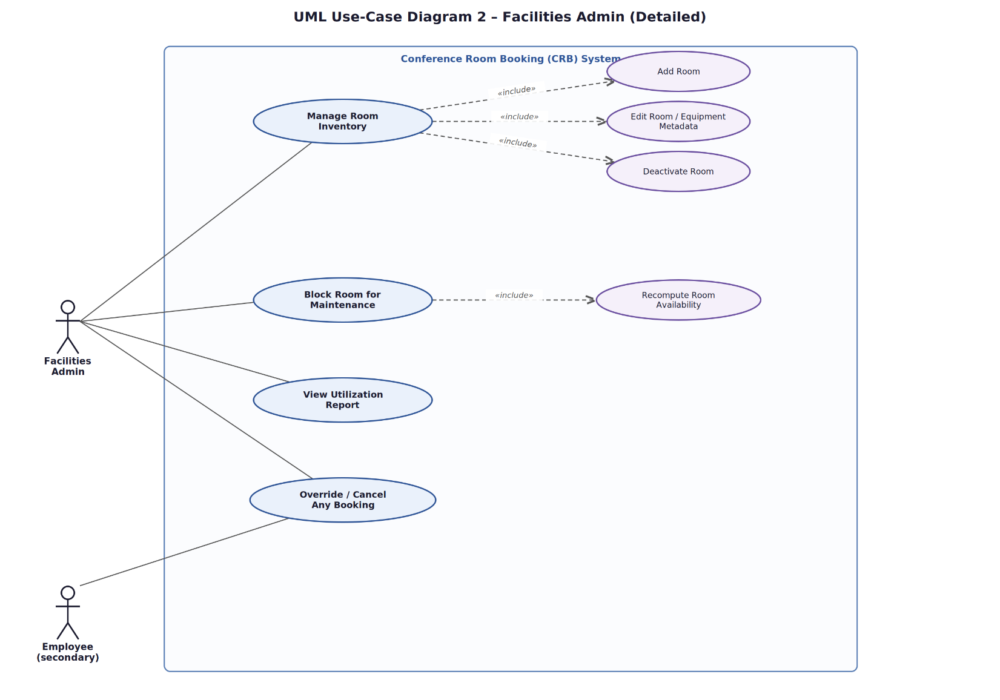 UML Use-Case Diagram 2 – Facilities Admin (Detailed)
Conference Room Booking (CRB) System
Add Room
«include»
Manage Room
Inventory
«include»
Edit Room / Equipment
Metadata
«include»
Deactivate Room
Block Room for
Maintenance
«include»
Recompute Room
Availability
Facilities
Admin
View Utilization
Report
Override / Cancel
Any Booking
Employee
(secondary)